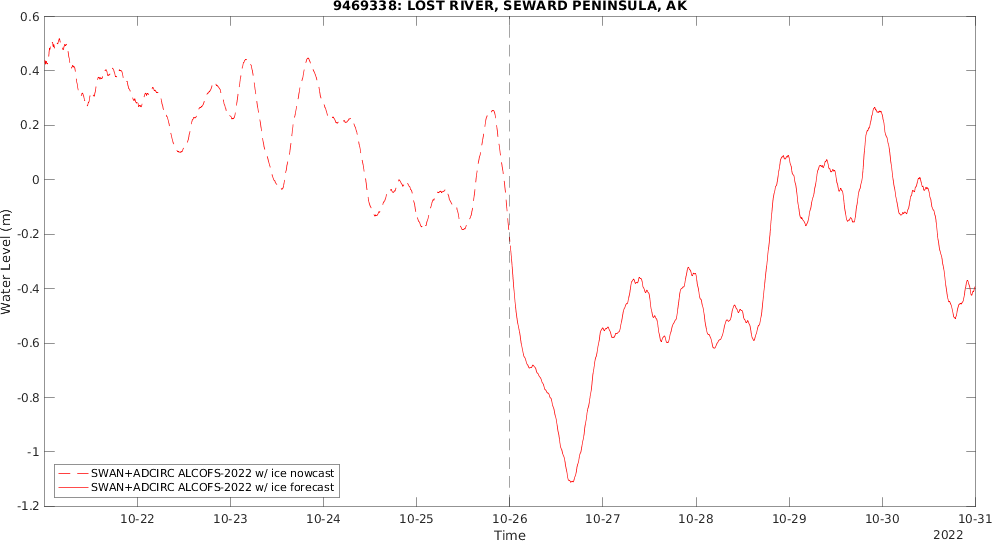 9469338: LOST RIVER, SEWARD PENINSULA, AK
Water Level (m)
0.6
0.4
0.2
0
-0.2
-0.4
-0.6
-0.8
-1
-1.2
SWAN+ADCIRC ALCOFS-2022 w/ ice nowcast
SWAN+ADCIRC ALCOFS-2022 w/ ice forecast
10-22 10-23 10-24 10-25 10-26 10-27 10-28 10-29 10-30 10-31
Time
2022